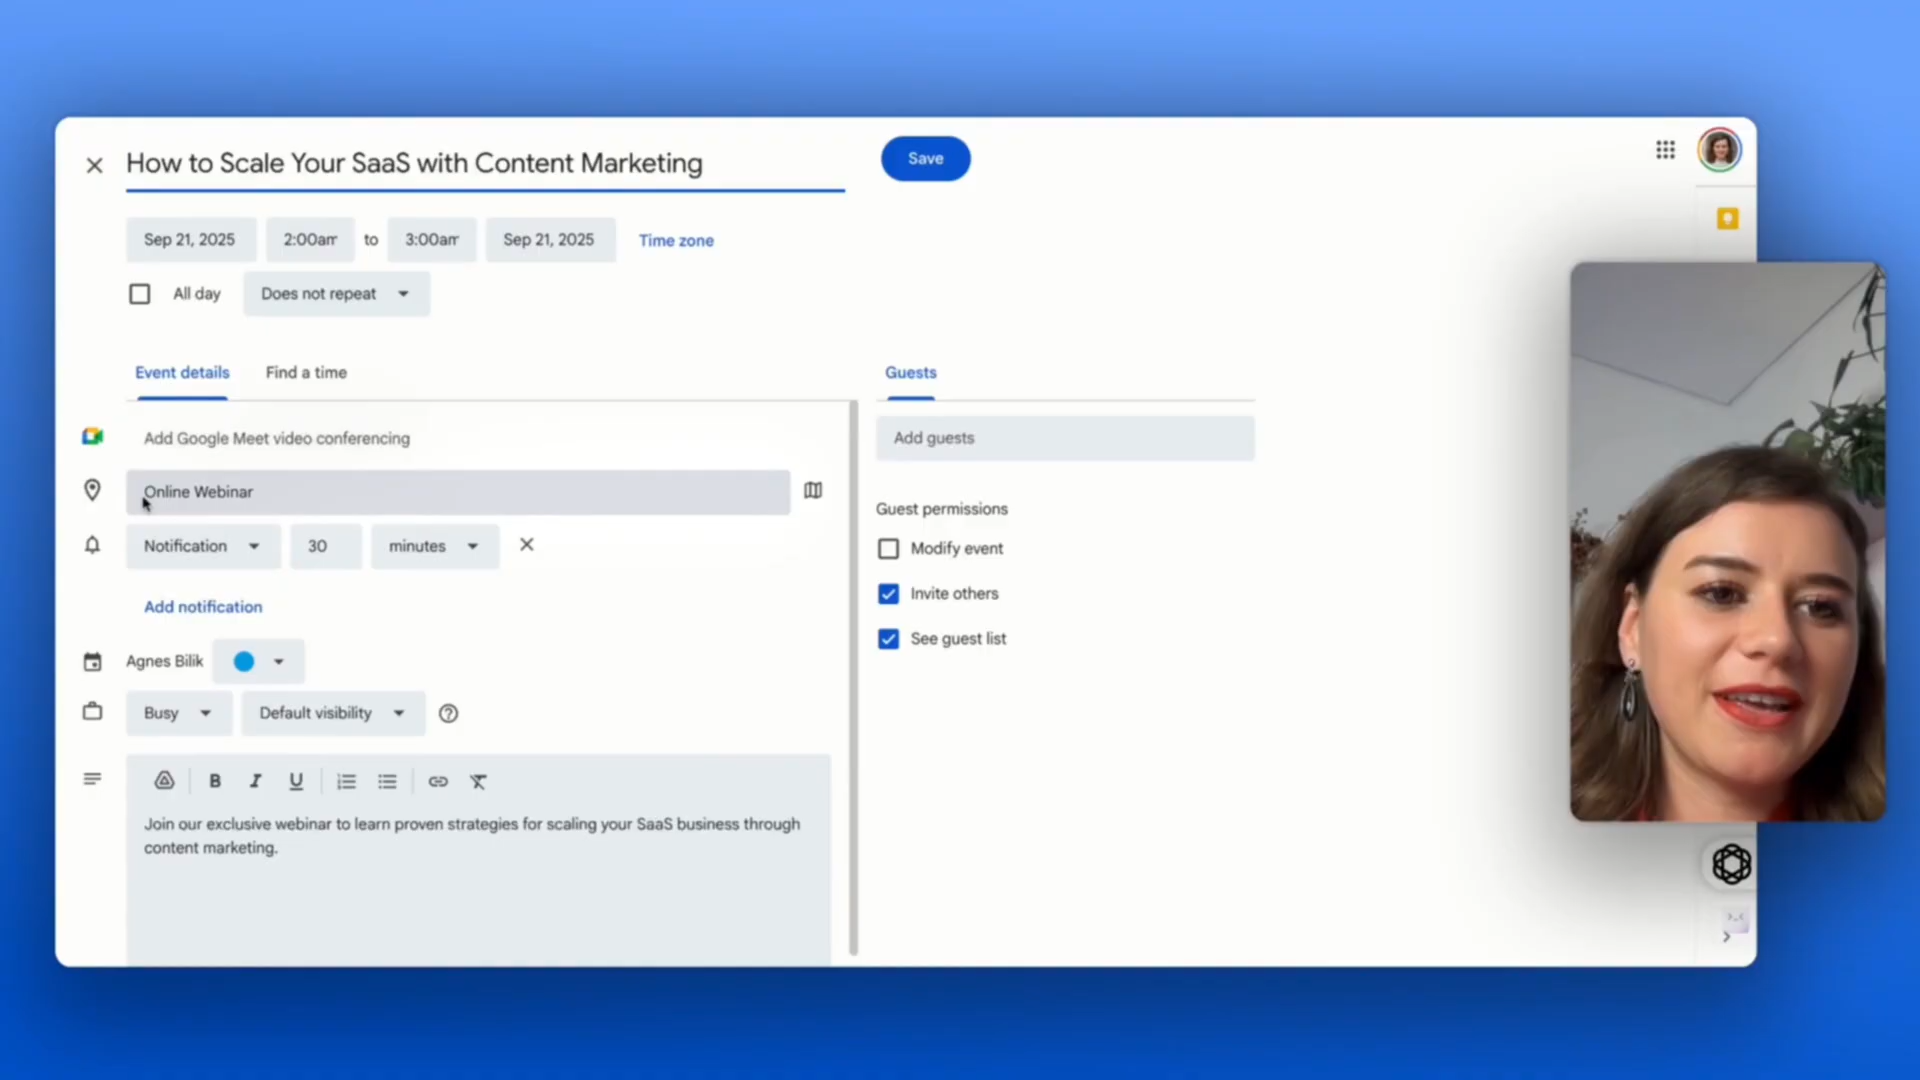 How to Scale Your SaaS with Content Marketing
Save
Sep 21, 2025 2:00am to 3:00am Sep 21, 2025 Time zone
All day Does not repeat
Event details Find a time
Guests
Add Google Meet video conferencing
Add guests
Online Webinar
Guest permissions
Notification 30 minutes
Modify event
Invite others
Add notification
See guest list
Agnes Bilik
Busy Default visibility
B I U
Join our exclusive webinar to learn proven strategies for scaling your SaaS business through
content marketing.